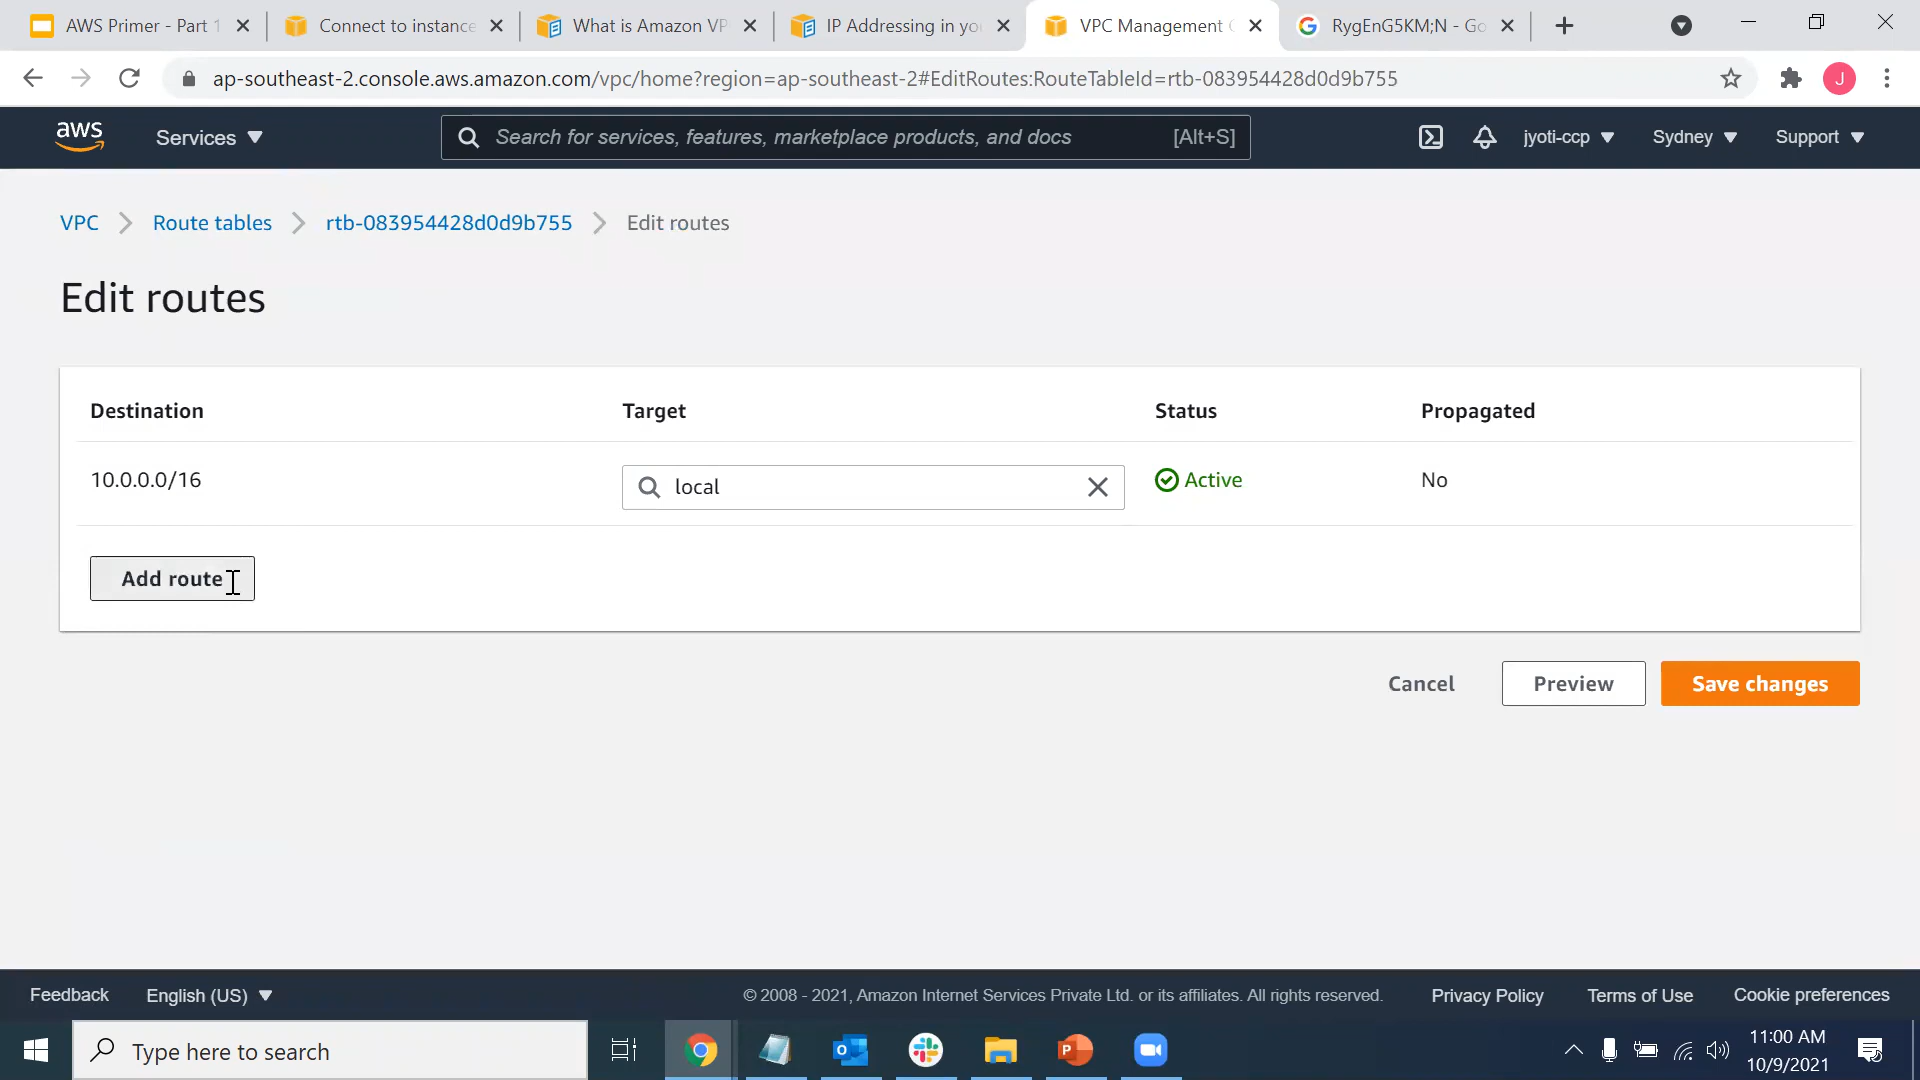 AWS Primer - Part 1
Connect to instance
What is Amazon VP
IP Addressing in yo
VPC Management C
RygEnG5KM;N - Go
ap-southeast-2.console.aws.amazon.com/vpc/home?region=ap-southeast-2#EditRoutes:RouteTableId=rtb-083954428d0d9b755
J
aws
Services
Search for services, features, marketplace products, and docs
[Alt+S]
jyoti-ccp
Sydney
Support
VPC
Route tables
rtb-083954428d0d9b755
Edit routes
Edit routes
Destination
Target
Status
Propagated
10.0.0.0/16
local
Active
No
Add route
Cancel
Preview
Save changes
Feedback
English (US)
© 2008 - 2021, Amazon Internet Services Private Ltd. or its affiliates. All rights reserved.
Privacy Policy
Terms of Use
Cookie preferences
Type here to search
11:00 AM
10/9/2021